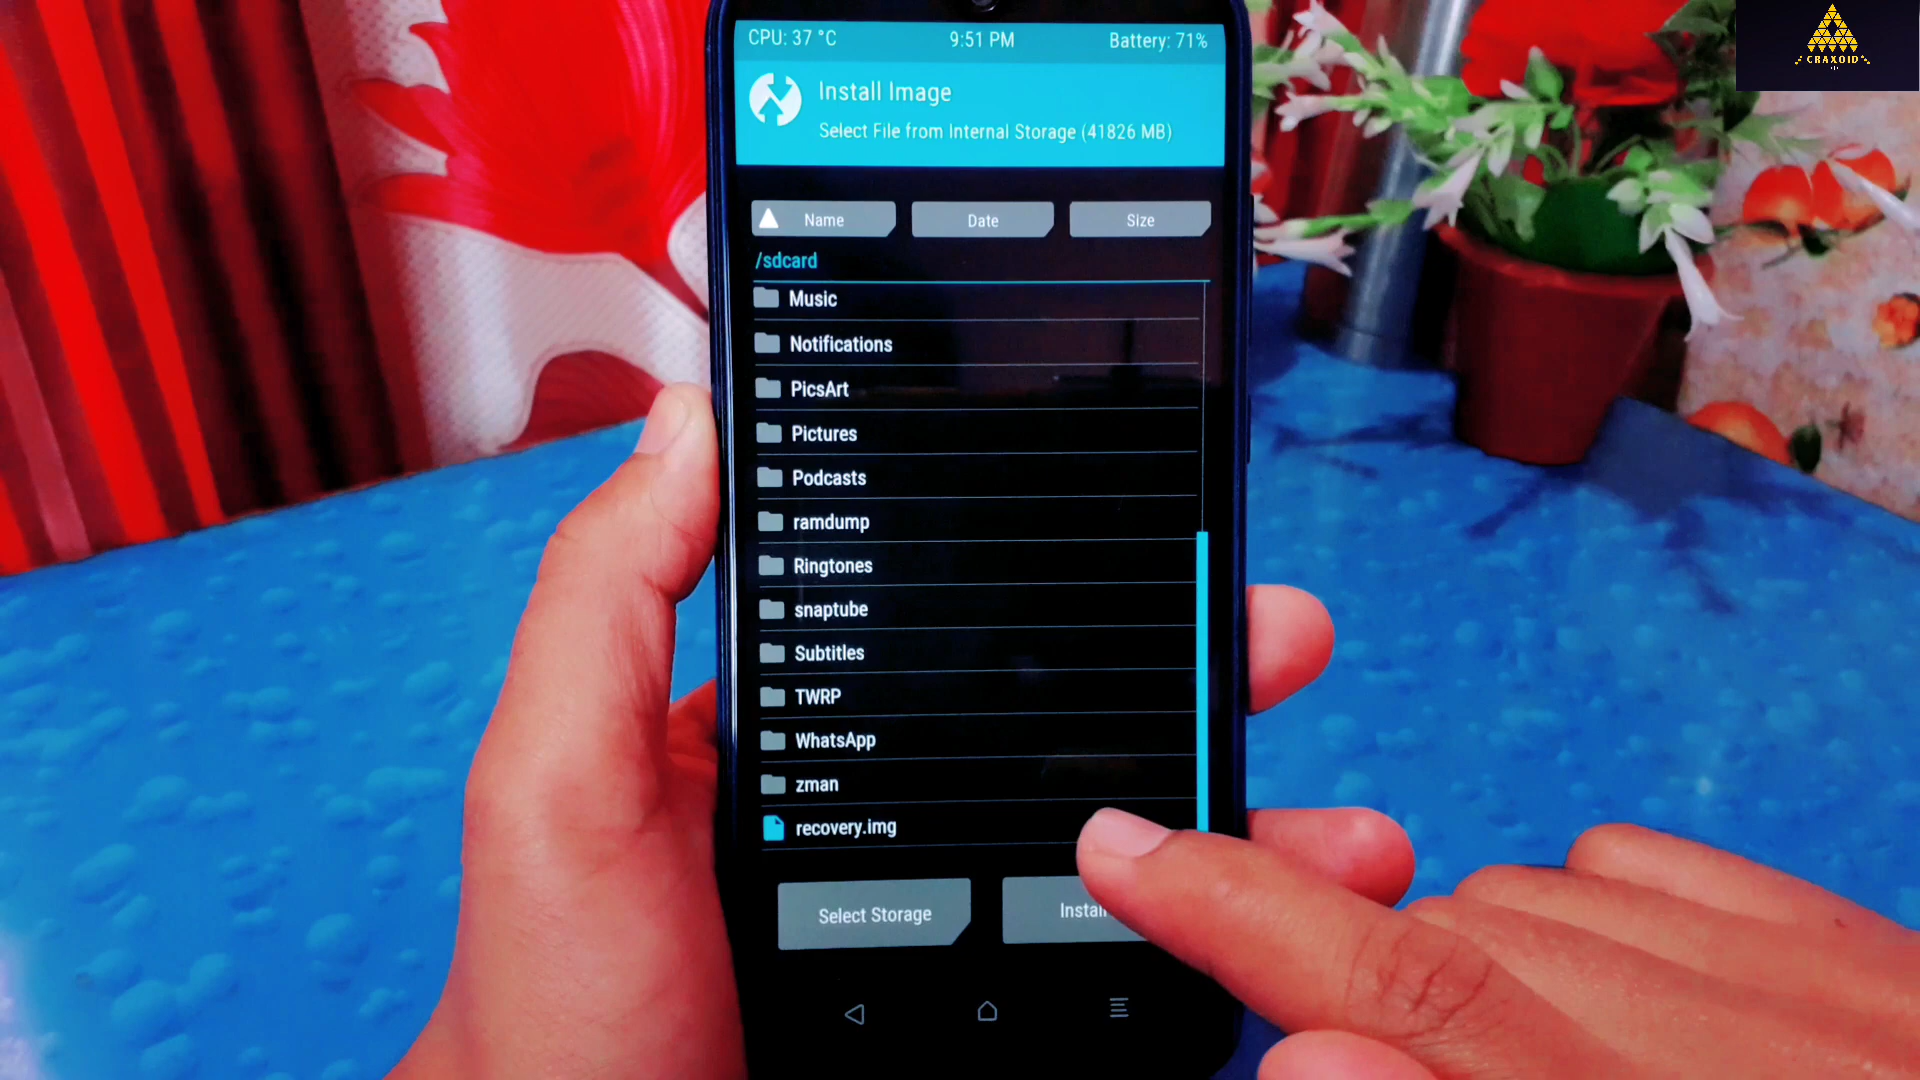 CRAXOID
CPU: 37 °C
9:51 PM
Battery: 71%
Install Image
Select File from Internal Storage (41826 MB)
Name
Date
Size
/sdcard
Music
Notifications
PicsArt
Pictures
Podcasts
ramdump
Ringtones
snaptube
Subtitles
TWRP
WhatsApp
zman
recovery.img
Select Storage
Install